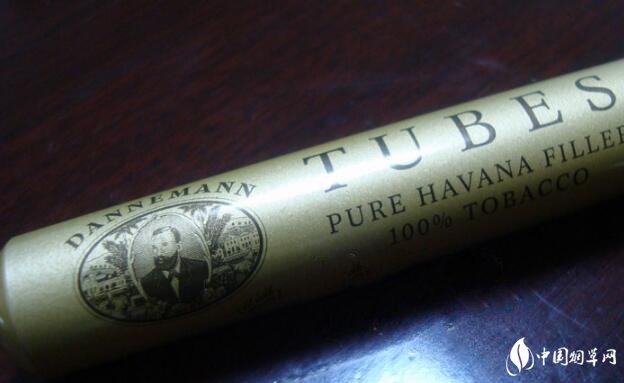 DANNEMANN
TUBES
PURE HAVANA FILLER
100% TOBACCO
中国烟草网